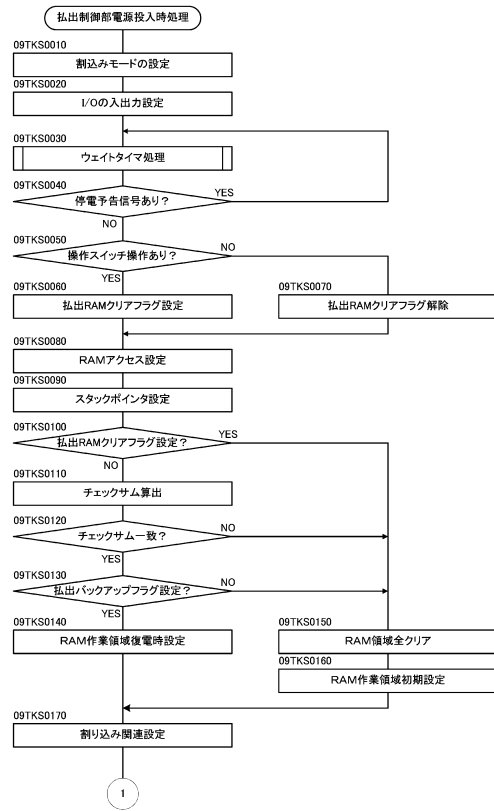 払出制御部電源投入時処理
09TKS0010
割込みモードの設定
09TKS0020
I/Oの入出力設定
09TKS0030
ウェイトタイマ処理
09TKS0040
停電予告信号あり?
YES
NO
09TKS0050
操作スイッチ操作あり?
NO
YES
09TKS0060
払出RAMクリアフラグ設定
09TKS0070
払出RAMクリアフラグ解除
09TKS0080
RAMアクセス設定
09TKS0090
スタックポインタ設定
09TKS0100
払出RAMクリアフラグ設定?
YES
NO
09TKS0110
チェックサム算出
09TKS0120
チェックサム一致?
NO
YES
09TKS0130
払出バックアップフラグ設定?
NO
YES
09TKS0140
RAM作業領域復電時設定
09TKS0150
RAM領域全クリア
09TKS0160
RAM作業領域初期設定
09TKS0170
割り込み関連設定
1